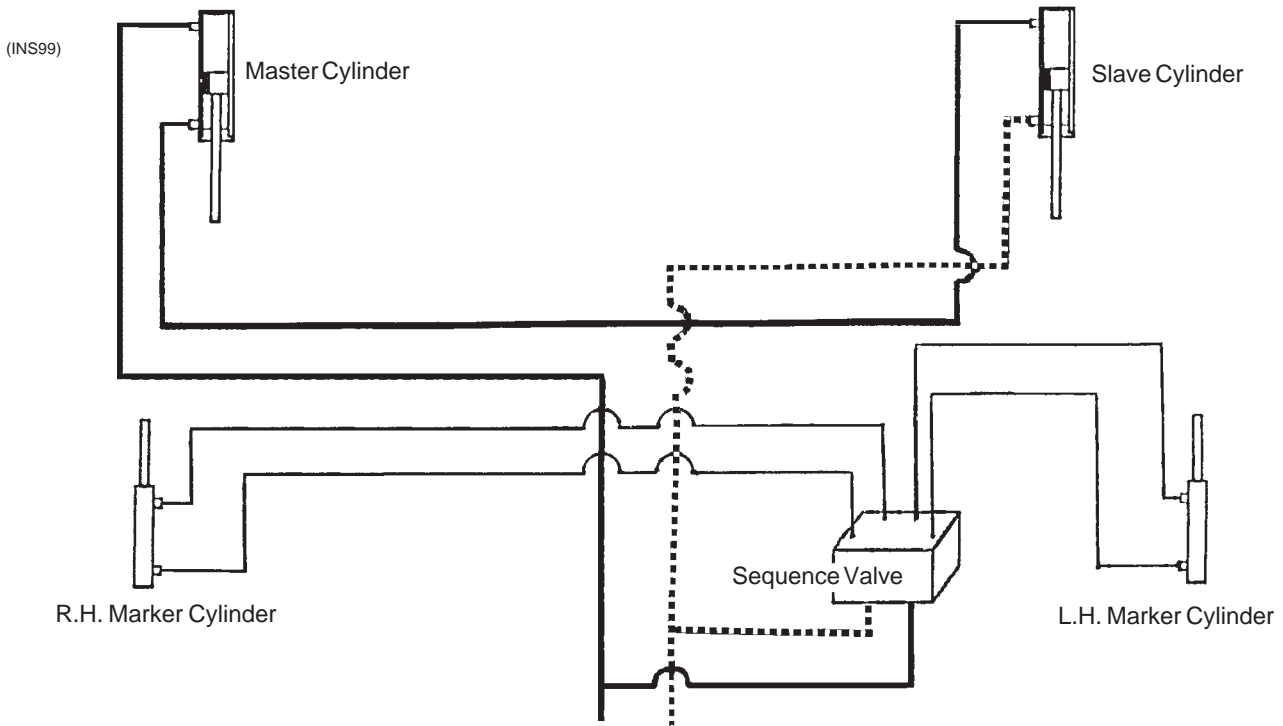 (INS99)
Master Cylinder
Slave Cylinder
Sequence Valve
R.H. Marker Cylinder
L.H. Marker Cylinder